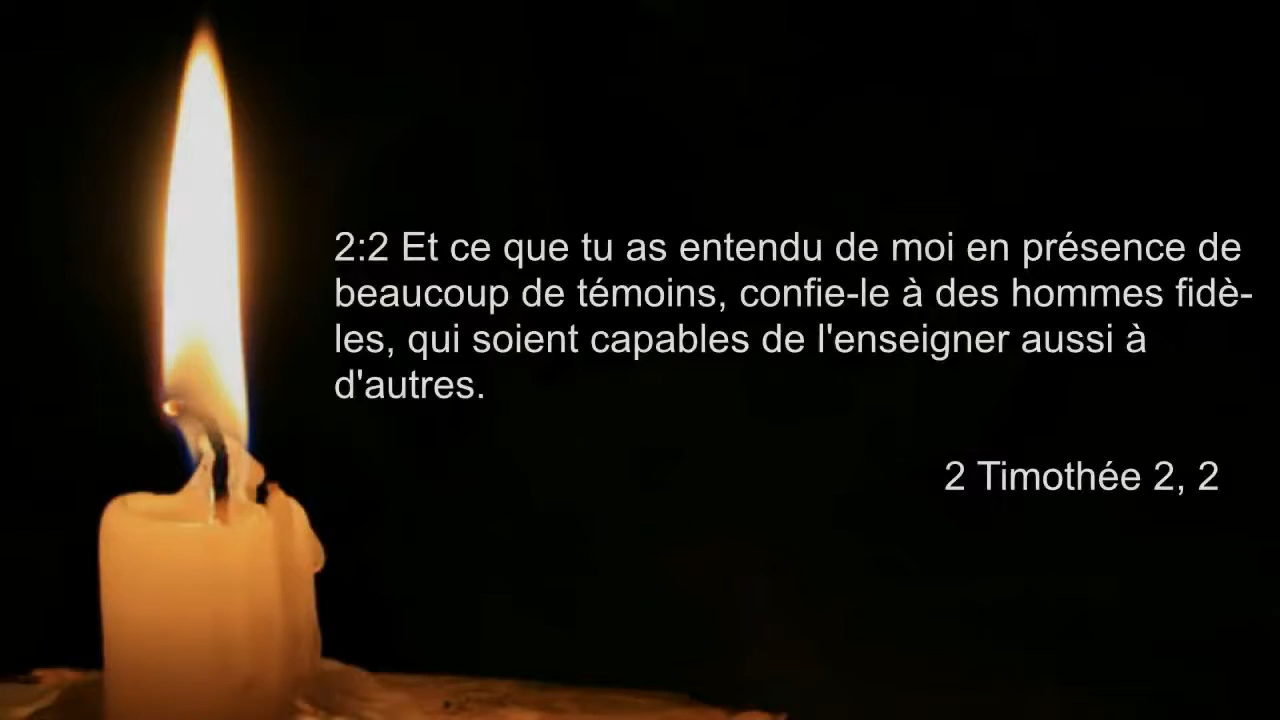 2:2 Et ce que tu as entendu de moi en présence de
beaucoup de témoins, confie-le à des hommes fidè-
les, qui soient capables de l'enseigner aussi à
d'autres.
2 Timothée 2, 2